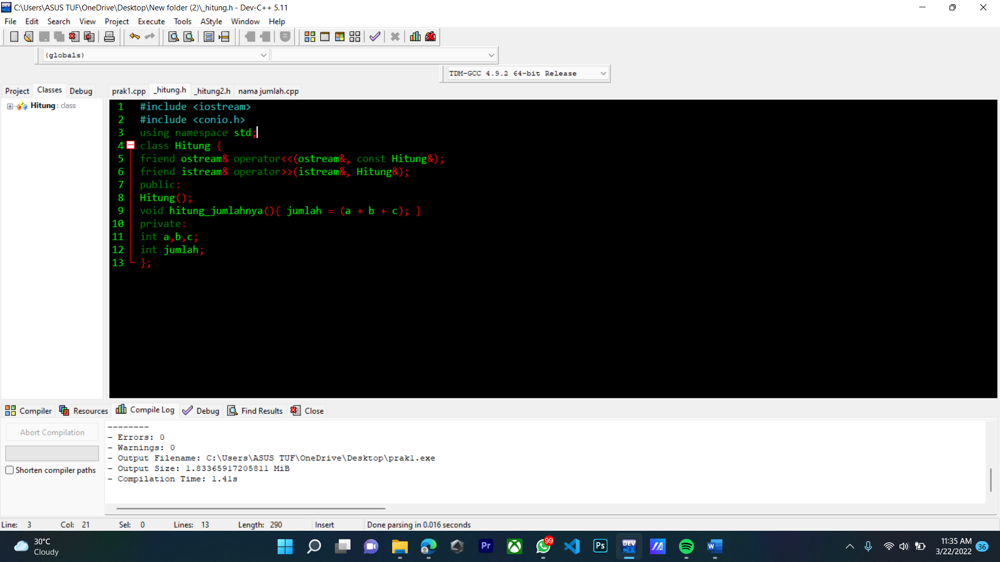 C:\Users\ASUS TUF\OneDrive\Desktop\New folder (2)\_hitung.h - Dev-C++ 5.11
File Edit Search View Project Execute Tools AStyle Window Help
(globals)
TDM-GCC 4.9.2 64-bit Release
Project Classes Debug
prak1.cpp _hitung.h _hitung2.h nama jumlah.cpp
Hitung : class
1 #include <iostream>
2 #include <conio.h>
3 using namespace std;
4 class Hitung {
5 friend ostream& operator<<(ostream&, const Hitung&);
6 friend istream& operator>>(istream&, Hitung&);
7 public:
8 Hitung();
9 void hitung_jumlahnya(){ jumlah = (a + b + c); }
10 private:
11 int a,b,c;
12 int jumlah;
13 };
Compiler Resources Compile Log Debug Find Results Close
Abort Compilation
Shorten compiler paths
--------
- Errors: 0
- Warnings: 0
- Output Filename: C:\Users\ASUS TUF\OneDrive\Desktop\prak1.exe
- Output Size: 1.83365917205811 MiB
- Compilation Time: 1.41s
Line: 3 Col: 21 Sel: 0 Lines: 13 Length: 290 Insert Done parsing in 0.016 seconds
30°C
Cloudy
Pr
99
Ps
DEV
C++
W
11:35 AM
3/22/2022
36